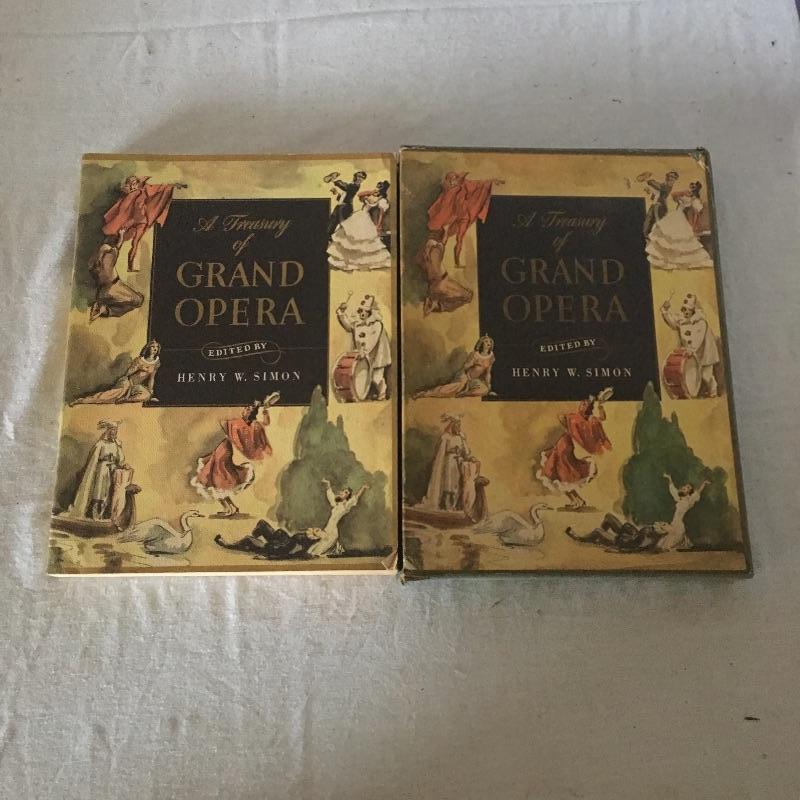 A Treasury
of
GRAND
OPERA
EDITED BY
HENRY W. SIMON
A Treasury
of
GRAND
OPERA
EDITED BY
HENRY W. SIMON